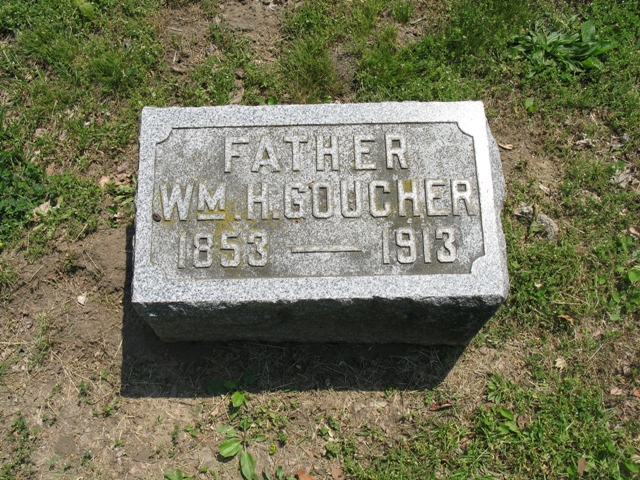 FATHER
WM. H. GOUCHER
1853 — 1913